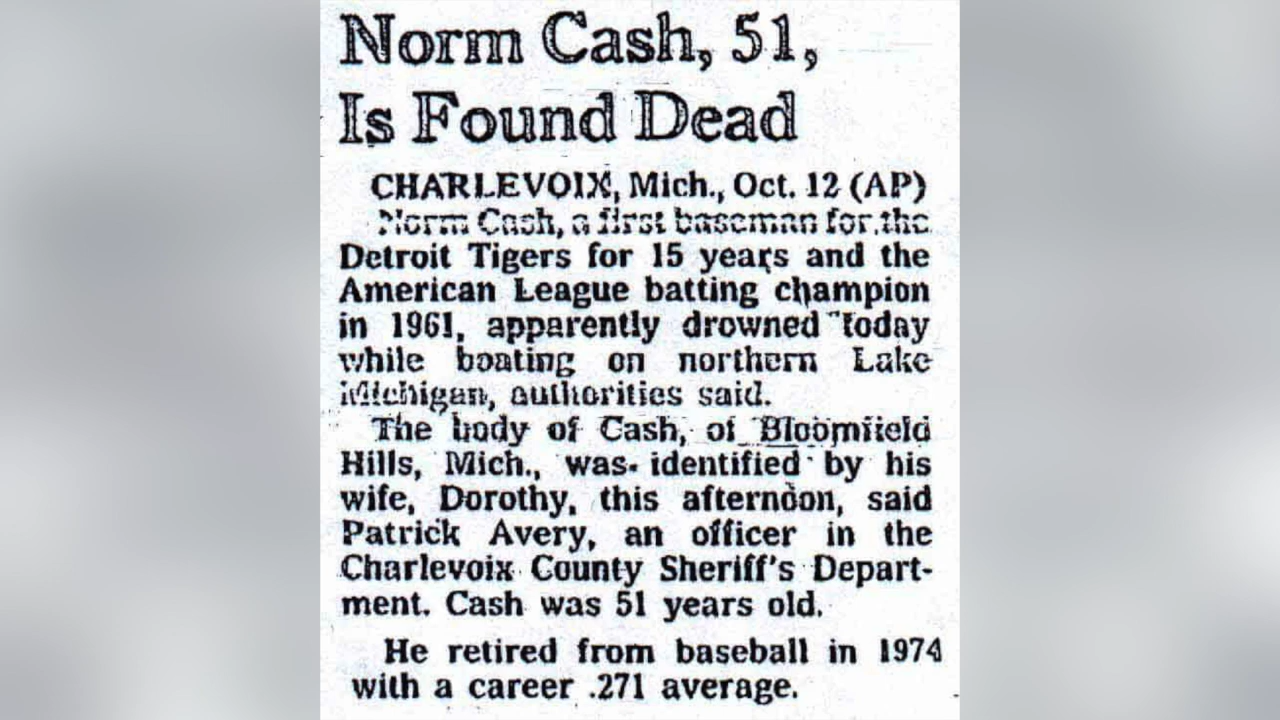 Norm Cash, 51,
Is Found Dead
CHARLEVOIX, Mich., Oct. 12 (AP)
Norm Cash, a first baseman for the
Detroit Tigers for 15 years and the
American League batting champion
in 1961, apparently drowned today
while boating on northern Lake
Michigan, authorities said.
The body of Cash, of Bloomfield
Hills, Mich., was identified by his
wife, Dorothy, this afternoon, said
Patrick Avery, an officer in the
Charlevoix County Sheriff's Depart-
ment. Cash was 51 years old.
He retired from baseball in 1974
with a career .271 average.